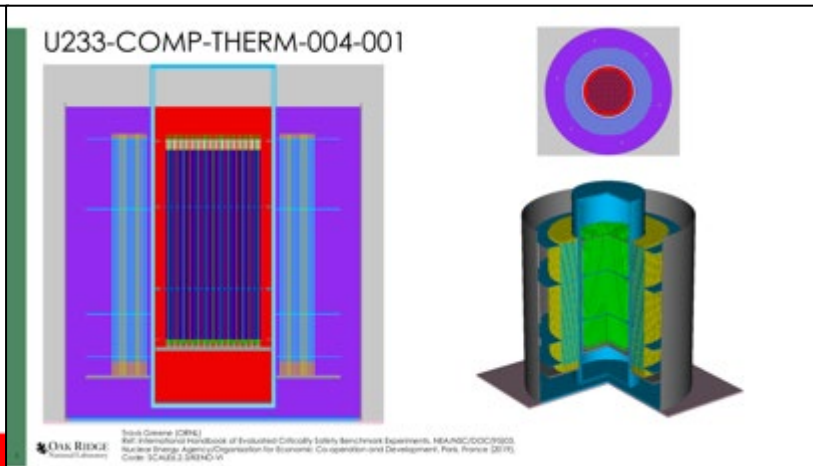 U233-COMP-THERM-004-001
OAK RIDGE
National Laboratory
Travis Greene (ORNL)
Ref: International Handbook of Evaluated Criticality Safety Benchmark Experiments, NEA/NSC/DOC(95)03,
Nuclear Energy Agency/Organisation for Economic Co-operation and Development, Paris, France (2019).
Code: SCALE6.2.3/KENO-VI